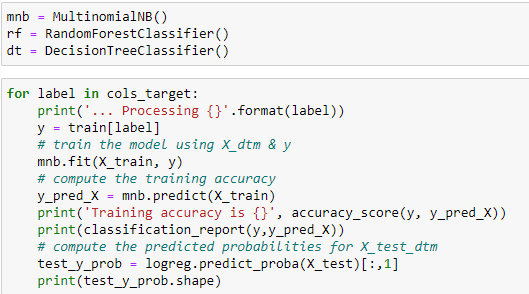 mnb = MultinomialNB()
rf = RandomForestClassifier()
dt = DecisionTreeClassifier()
for label in cols_target:
    print('... Processing {}'.format(label))
    y = train[label]
    # train the model using X_dtm & y
    mnb.fit(X_train, y)
    # compute the training accuracy
    y_pred_X = mnb.predict(X_train)
    print('Training accuracy is {}', accuracy_score(y, y_pred_X))
    print(classification_report(y,y_pred_X))
    # compute the predicted probabilities for X_test_dtm
    test_y_prob = logreg.predict_proba(X_test)[:,1]
    print(test_y_prob.shape)